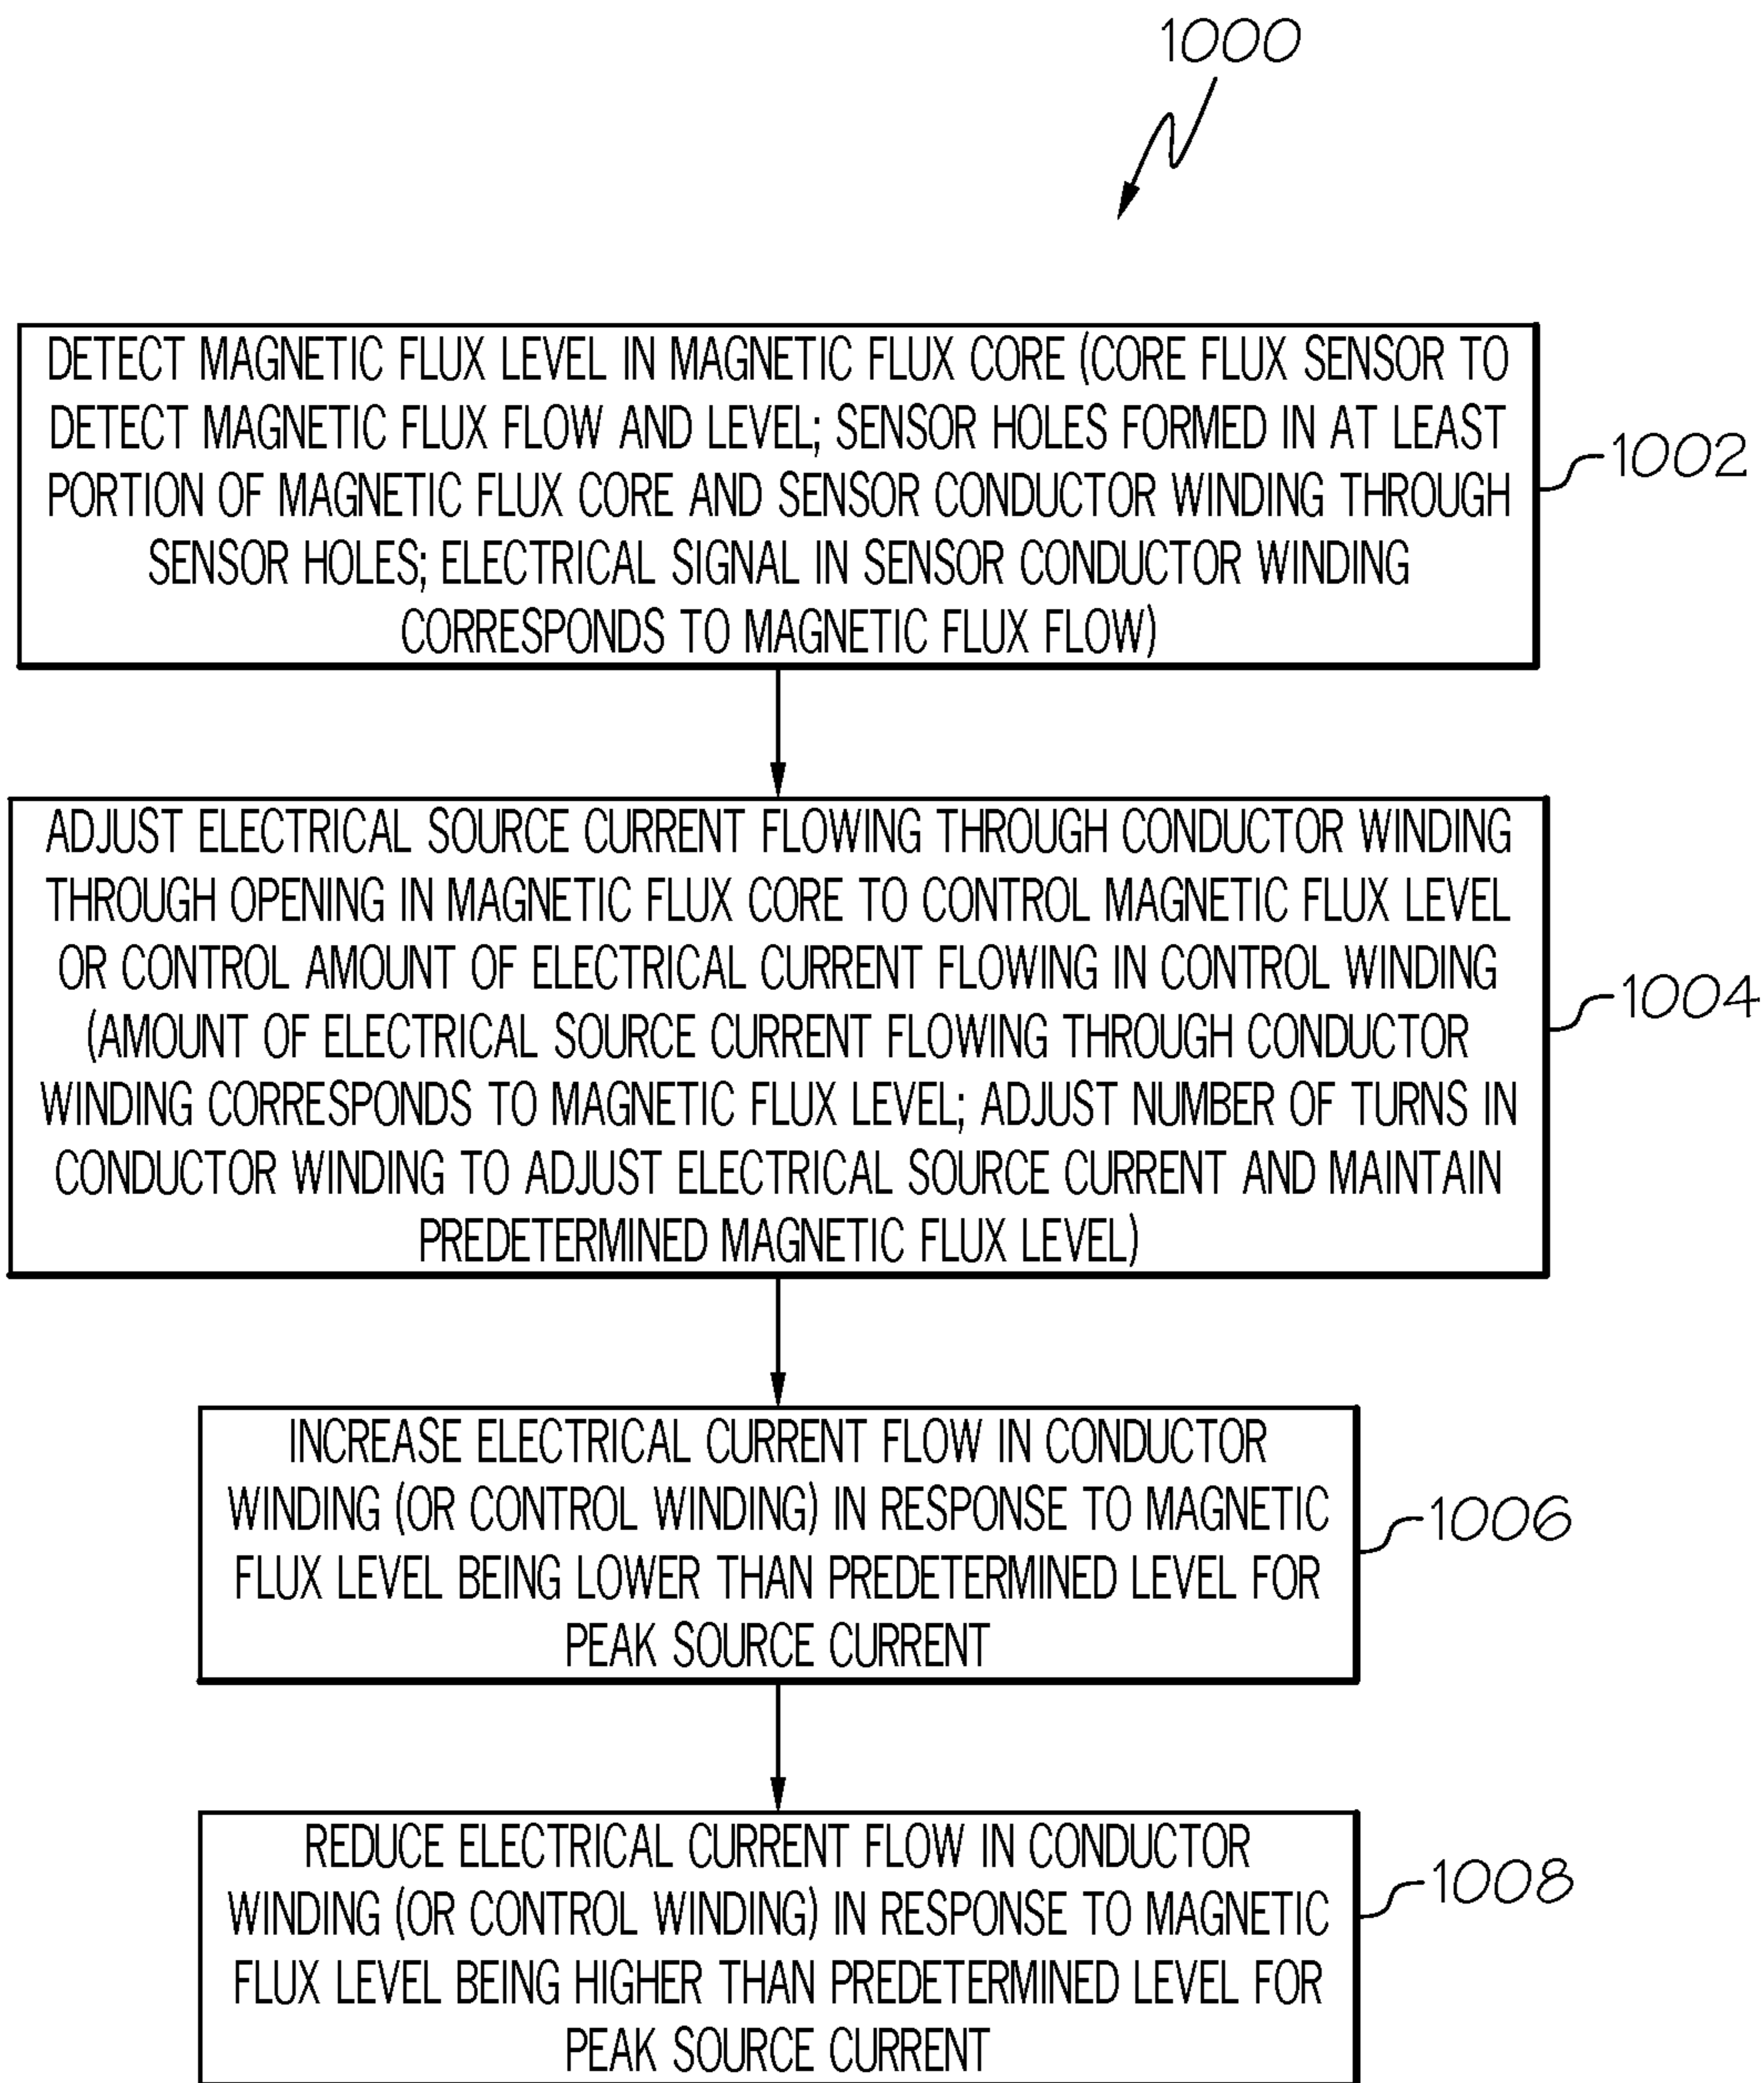 1000
DETECT MAGNETIC FLUX LEVEL IN MAGNETIC FLUX CORE (CORE FLUX SENSOR TO
DETECT MAGNETIC FLUX FLOW AND LEVEL; SENSOR HOLES FORMED IN AT LEAST
PORTION OF MAGNETIC FLUX CORE AND SENSOR CONDUCTOR WINDING THROUGH
SENSOR HOLES; ELECTRICAL SIGNAL IN SENSOR CONDUCTOR WINDING
CORRESPONDS TO MAGNETIC FLUX FLOW)
1002
ADJUST ELECTRICAL SOURCE CURRENT FLOWING THROUGH CONDUCTOR WINDING
THROUGH OPENING IN MAGNETIC FLUX CORE TO CONTROL MAGNETIC FLUX LEVEL
OR CONTROL AMOUNT OF ELECTRICAL CURRENT FLOWING IN CONTROL WINDING
(AMOUNT OF ELECTRICAL SOURCE CURRENT FLOWING THROUGH CONDUCTOR
WINDING CORRESPONDS TO MAGNETIC FLUX LEVEL; ADJUST NUMBER OF TURNS IN
CONDUCTOR WINDING TO ADJUST ELECTRICAL SOURCE CURRENT AND MAINTAIN
PREDETERMINED MAGNETIC FLUX LEVEL)
1004
INCREASE ELECTRICAL CURRENT FLOW IN CONDUCTOR
WINDING (OR CONTROL WINDING) IN RESPONSE TO MAGNETIC
FLUX LEVEL BEING LOWER THAN PREDETERMINED LEVEL FOR
PEAK SOURCE CURRENT
1006
REDUCE ELECTRICAL CURRENT FLOW IN CONDUCTOR
WINDING (OR CONTROL WINDING) IN RESPONSE TO MAGNETIC
FLUX LEVEL BEING HIGHER THAN PREDETERMINED LEVEL FOR
PEAK SOURCE CURRENT
1008